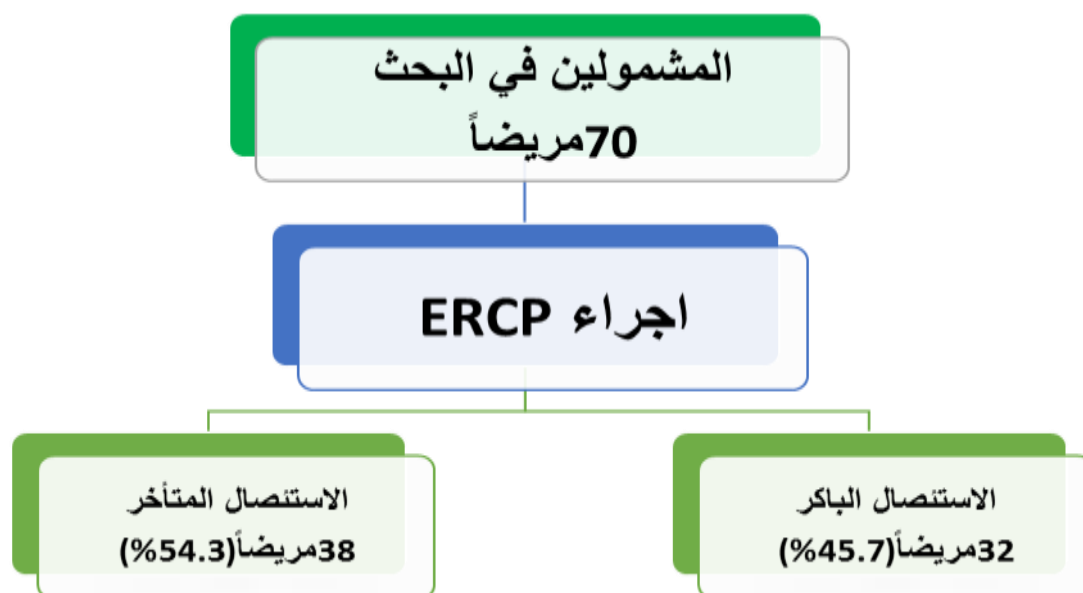 المشمولين في البحث
70مريضاً
اجراء ERCP
الاستئصال الباكر
32مريضاً(45.7%)
الاستئصال المتأخر
38مريضاً(54.3%)